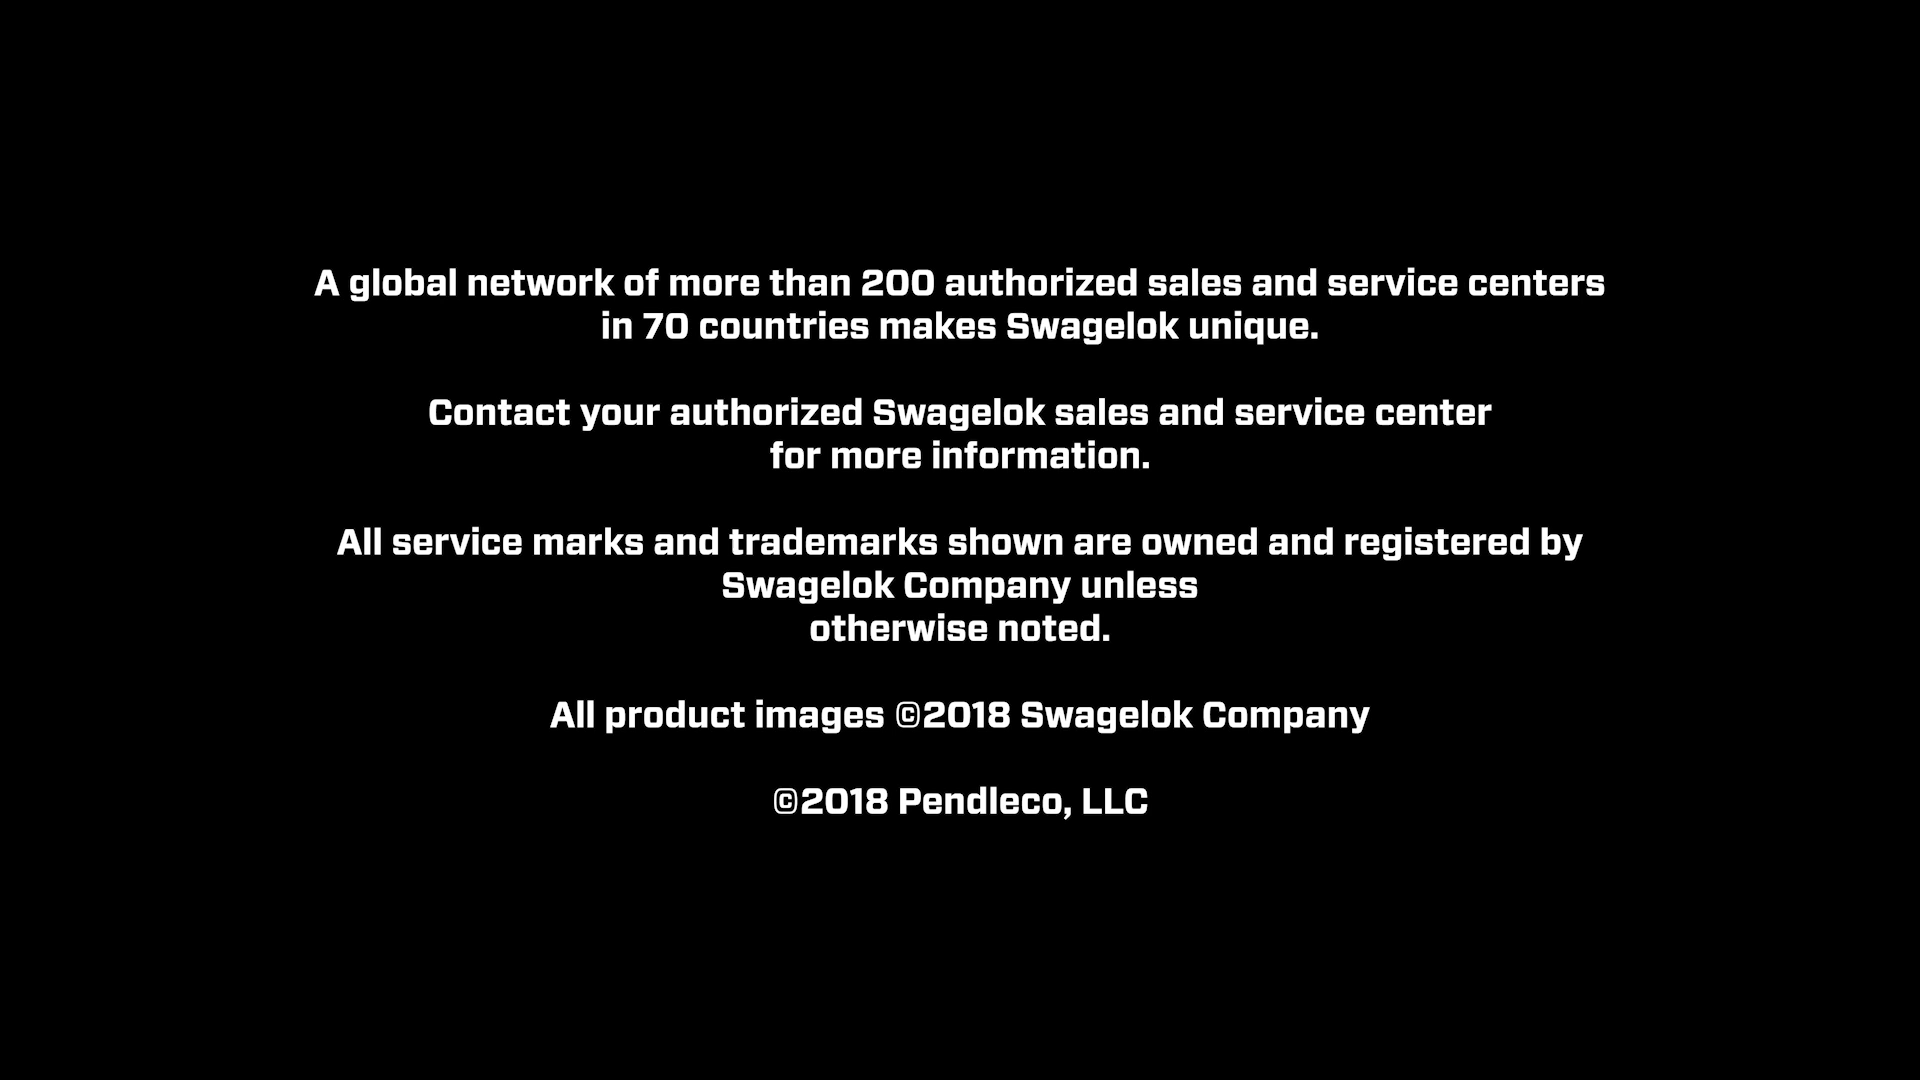 A global network of more than 200 authorized sales and service centers
in 70 countries makes Swagelok unique.
Contact your authorized Swagelok sales and service center
for more information.
All service marks and trademarks shown are owned and registered by
Swagelok Company unless
otherwise noted.
All product images ©2018 Swagelok Company
©2018 Pendleco, LLC